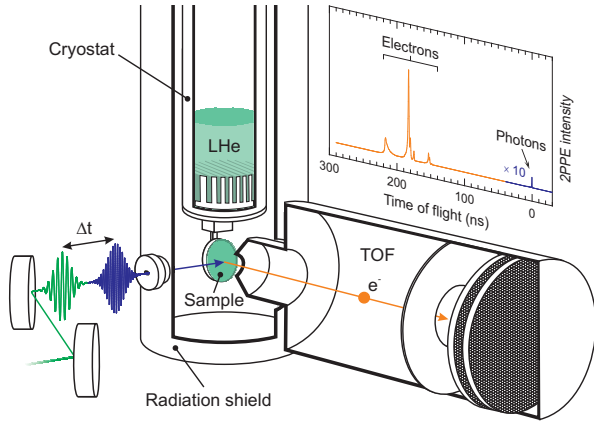 Cryostat
LHe
Δt
Sample
Radiation shield
TOF
e-
Electrons
Photons
× 10
2PPE intensity
300
200
100
0
Time of flight (ns)